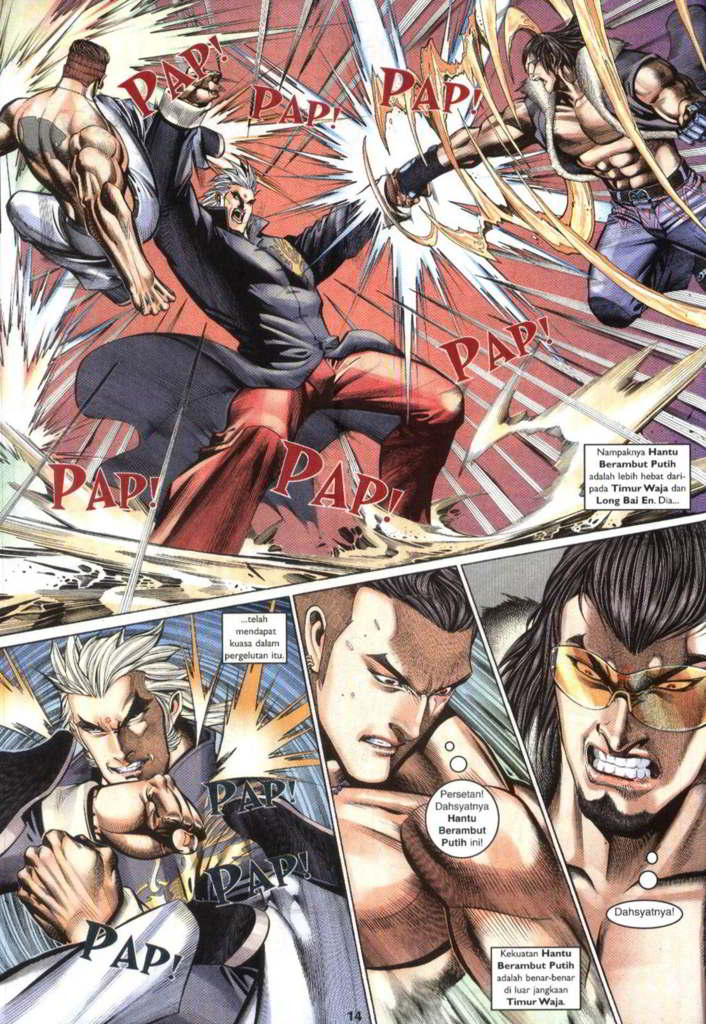 PAP!
PAP!
PAP!
PAP!
PAP!
PAP!
Nampaknya Hantu
Berambut Putih
adalah lebih hebat dari-
pada Timur Waja dan
Long Bai En. Dia...
...telah
mendapat
kuasa dalam
pergelutan itu.
PAP!
PAP!
PAP!
Persetan!
Dahsyatnya
Hantu
Berambut
Putih ini!
Kekuatan Hantu
Berambut Putih
adalah benar-benar
di luar jangkaan
Timur Waja.
Dahsyatnya!
14